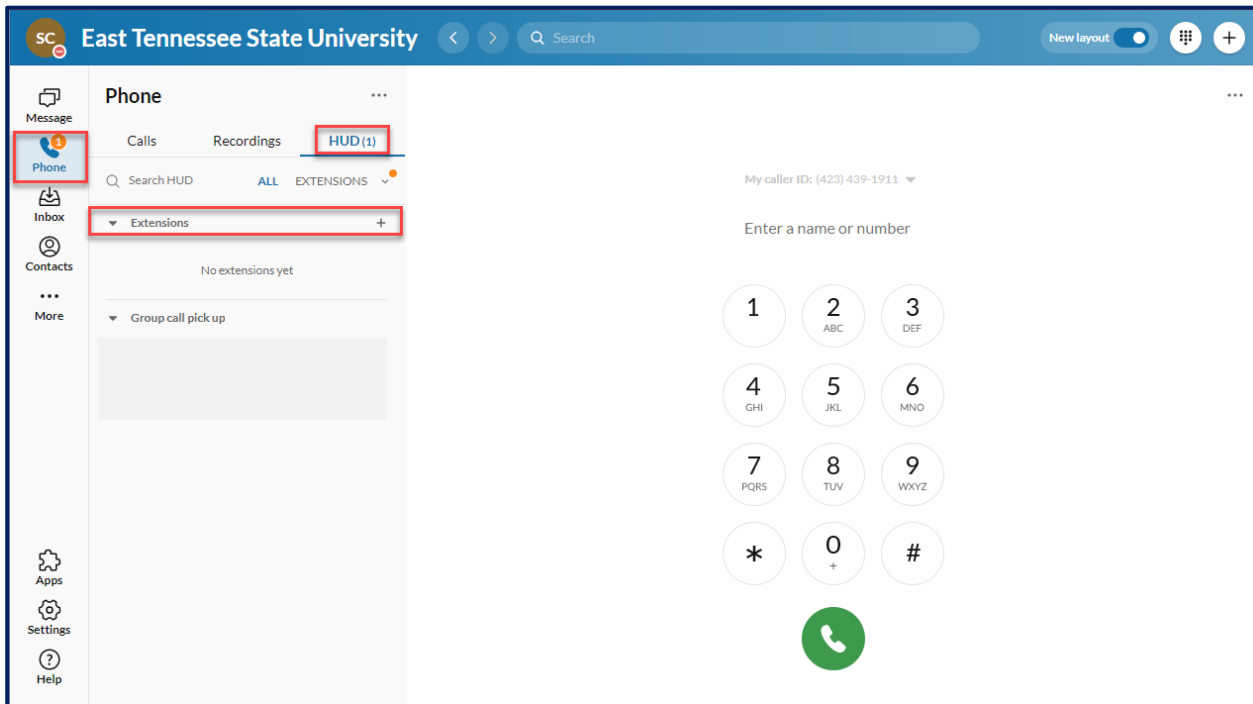 SC East Tennessee State University Search New layout
Message
1
Phone
Inbox
Contacts
More
Apps
Settings
Help
Phone
Calls Recordings HUD (1)
Search HUD ALL EXTENSIONS
Extensions +
No extensions yet
Group call pick up
My caller ID: (423) 439-1911
Enter a name or number
1 2 3
ABC DEF
4 5 6
GHI JKL MNO
7 8 9
PQRS TUV WXYZ
* 0 #
+